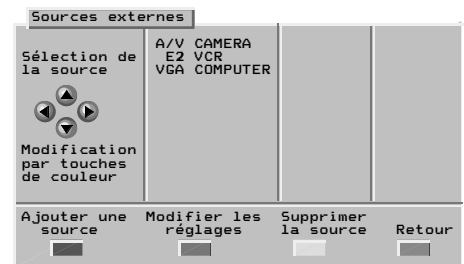 Sources externes
Sélection de
la source
A/V CAMERA
E2 VCR
VGA COMPUTER
Modification
par touches
de couleur
Ajouter une
source
Modifier les
réglages
Supprimer
la source
Retour